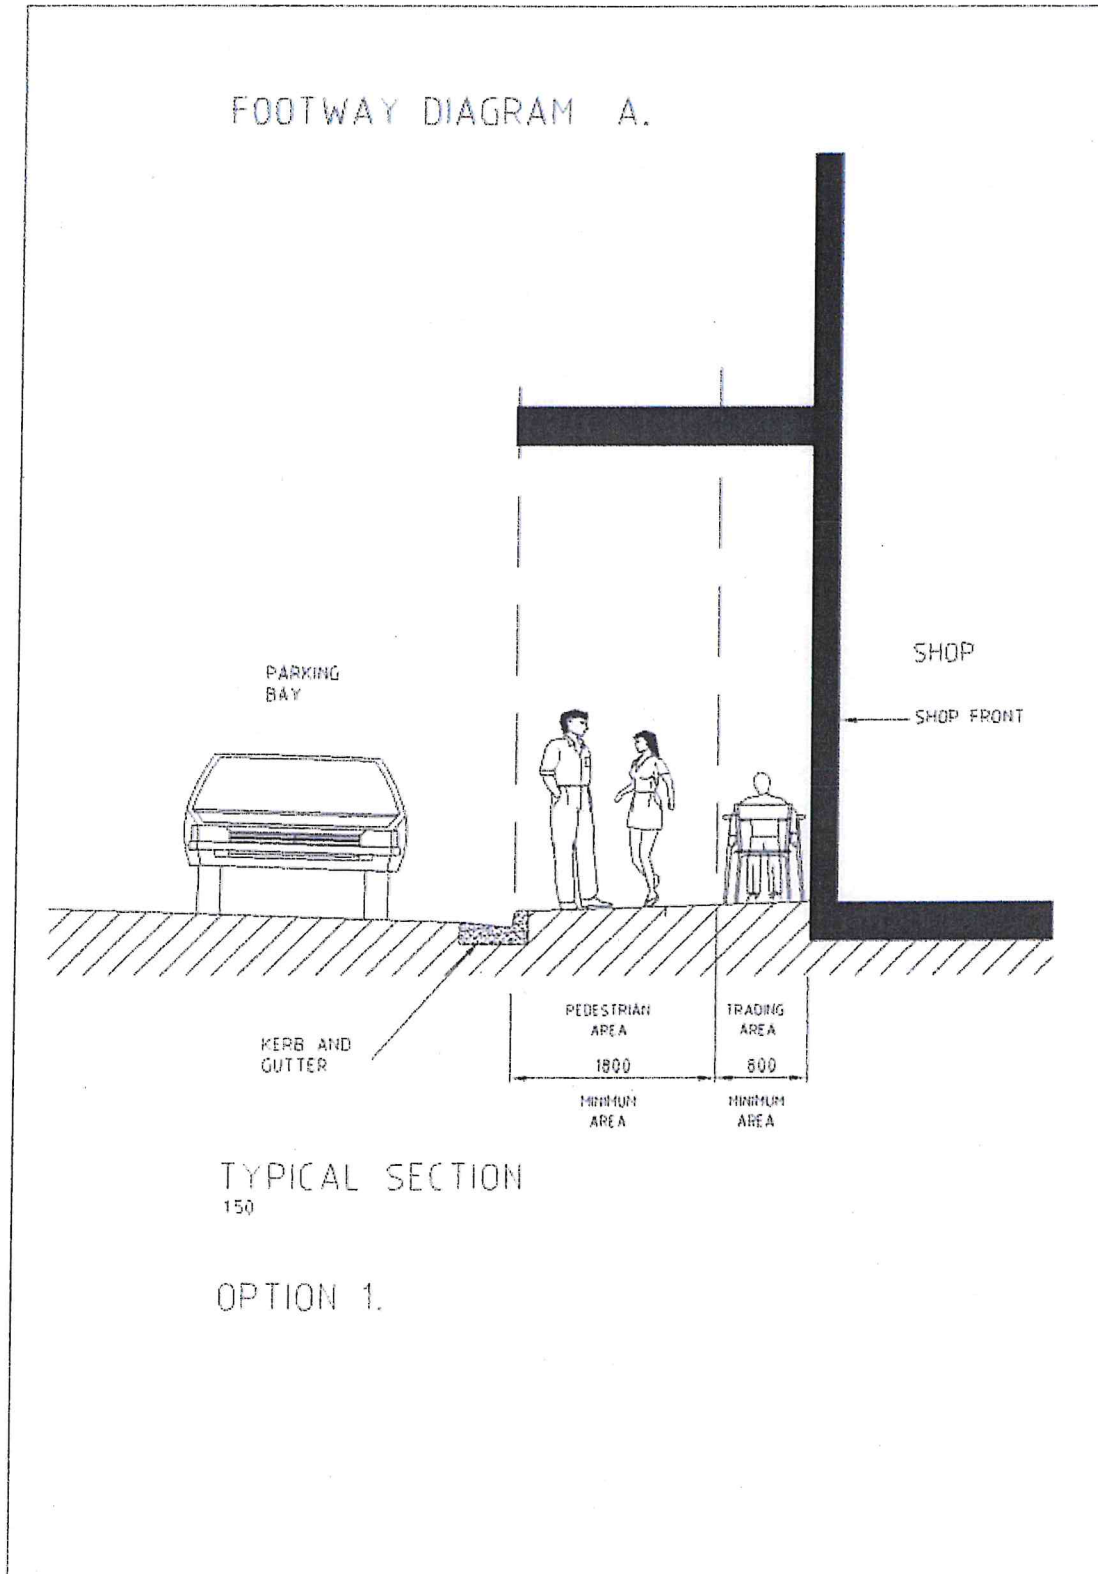 FOOTWAY DIAGRAM A.
SHOP
PARKING
BAY
SHOP FRONT
PEDESTRIAN
AREA
TRADING
AREA
KERB AND
GUTTER
1800
800
MINIMUM
AREA
MINIMUM
AREA
TYPICAL SECTION
150
OPTION 1.